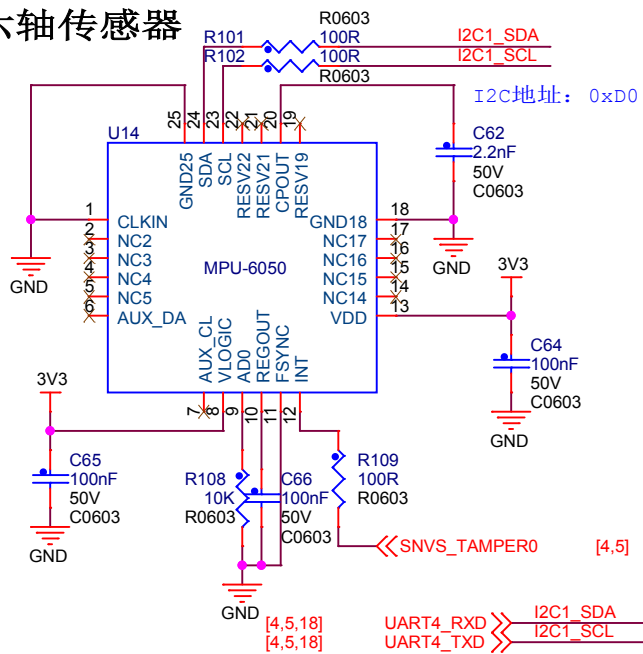 六轴传感器
R0603
R101 100R I2C1_SDA
R102 100R I2C1_SCL
R0603
I2C地址：0xD0
25 24 23 22 21 20 19
U14
GND25 SDA SCL RESV22 RESV21 CPOUT RESV19
C62
2.2nF
50V
C0603
1 CLKIN GND18 18
2 NC2 NC17 17
3 NC3 NC16 16
4 NC4 NC15 15
5 NC5 NC14 14
6 AUX_DA VDD 13
MPU-6050
GND
GND
3V3
AUX_CL VLOGIC AD0 REGOUT FSYNC INT
7 8 9 10 11 12
C64
100nF
50V
C0603
GND
3V3
C65
100nF
50V
C0603
GND
R108
10K
R0603
C66
100nF
50V
C0603
R109
100R
R0603
SNVS_TAMPER0 [4,5]
GND
[4,5,18] UART4_RXD I2C1_SDA
[4,5,18] UART4_TXD I2C1_SCL